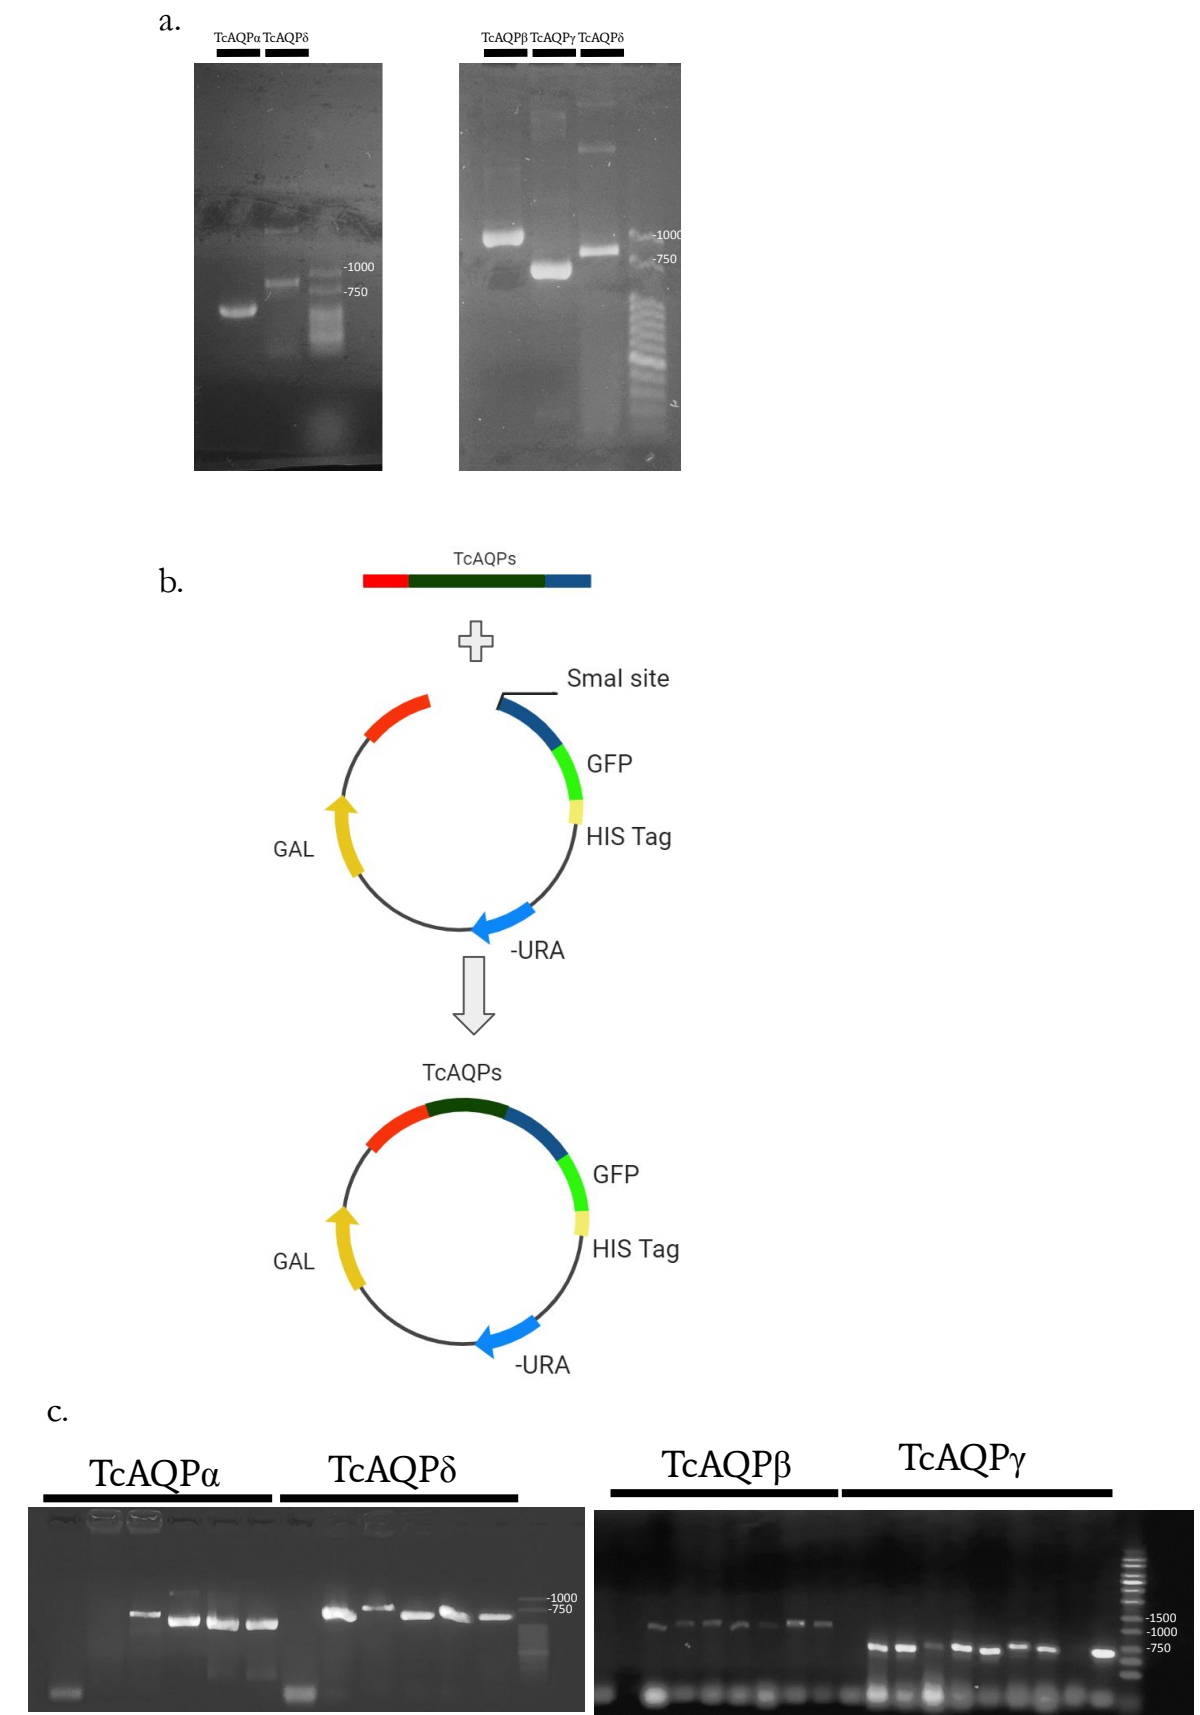 a.
TcAQPα TcAQPδ
TcAQPβ TcAQPγ TcAQPδ
-1000
-750
-1000
-750
b.
TcAQPs
SmaI site
GFP
HIS Tag
GAL
-URA
TcAQPs
GFP
HIS Tag
GAL
-URA
c.
TcAQPα
TcAQPδ
TcAQPβ
TcAQPγ
-1000
-750
-1500
-1000
-750